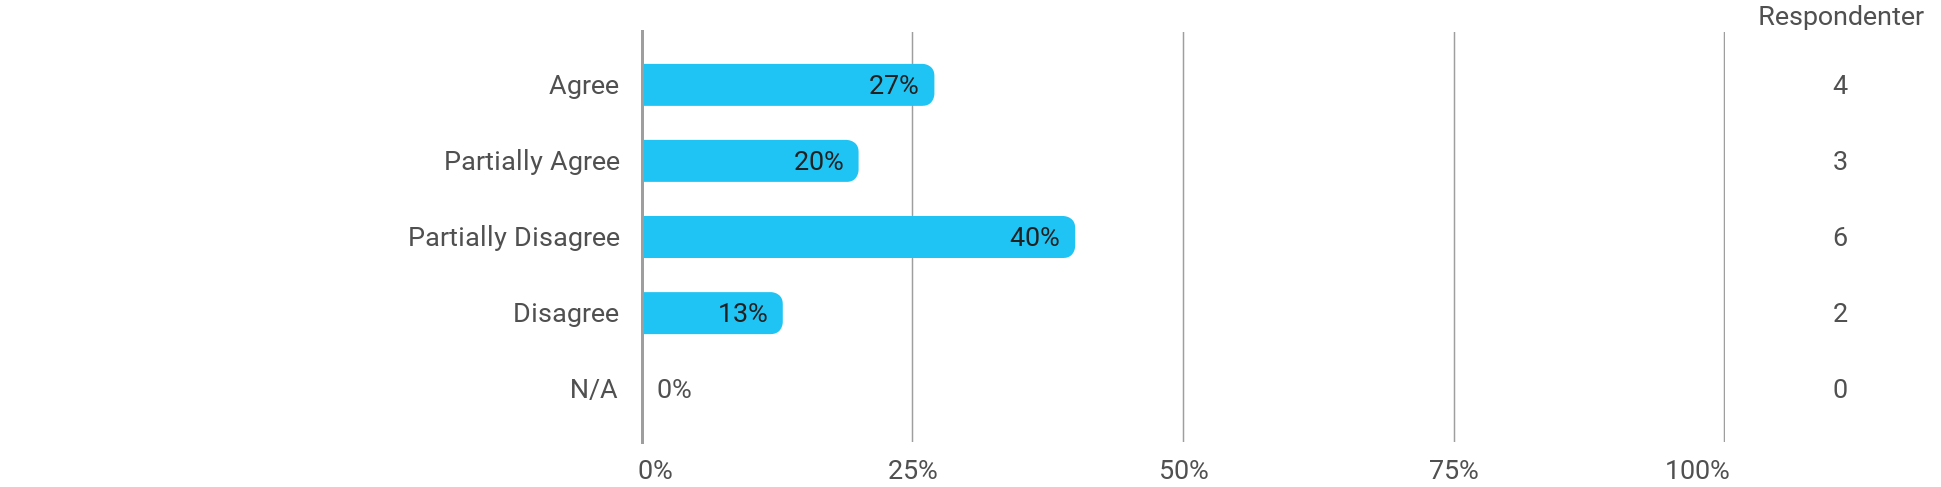 Respondenter
Agree 27% 4
Partially Agree 20% 3
Partially Disagree 40% 6
Disagree 13% 2
N/A 0% 0
0% 25% 50% 75% 100%